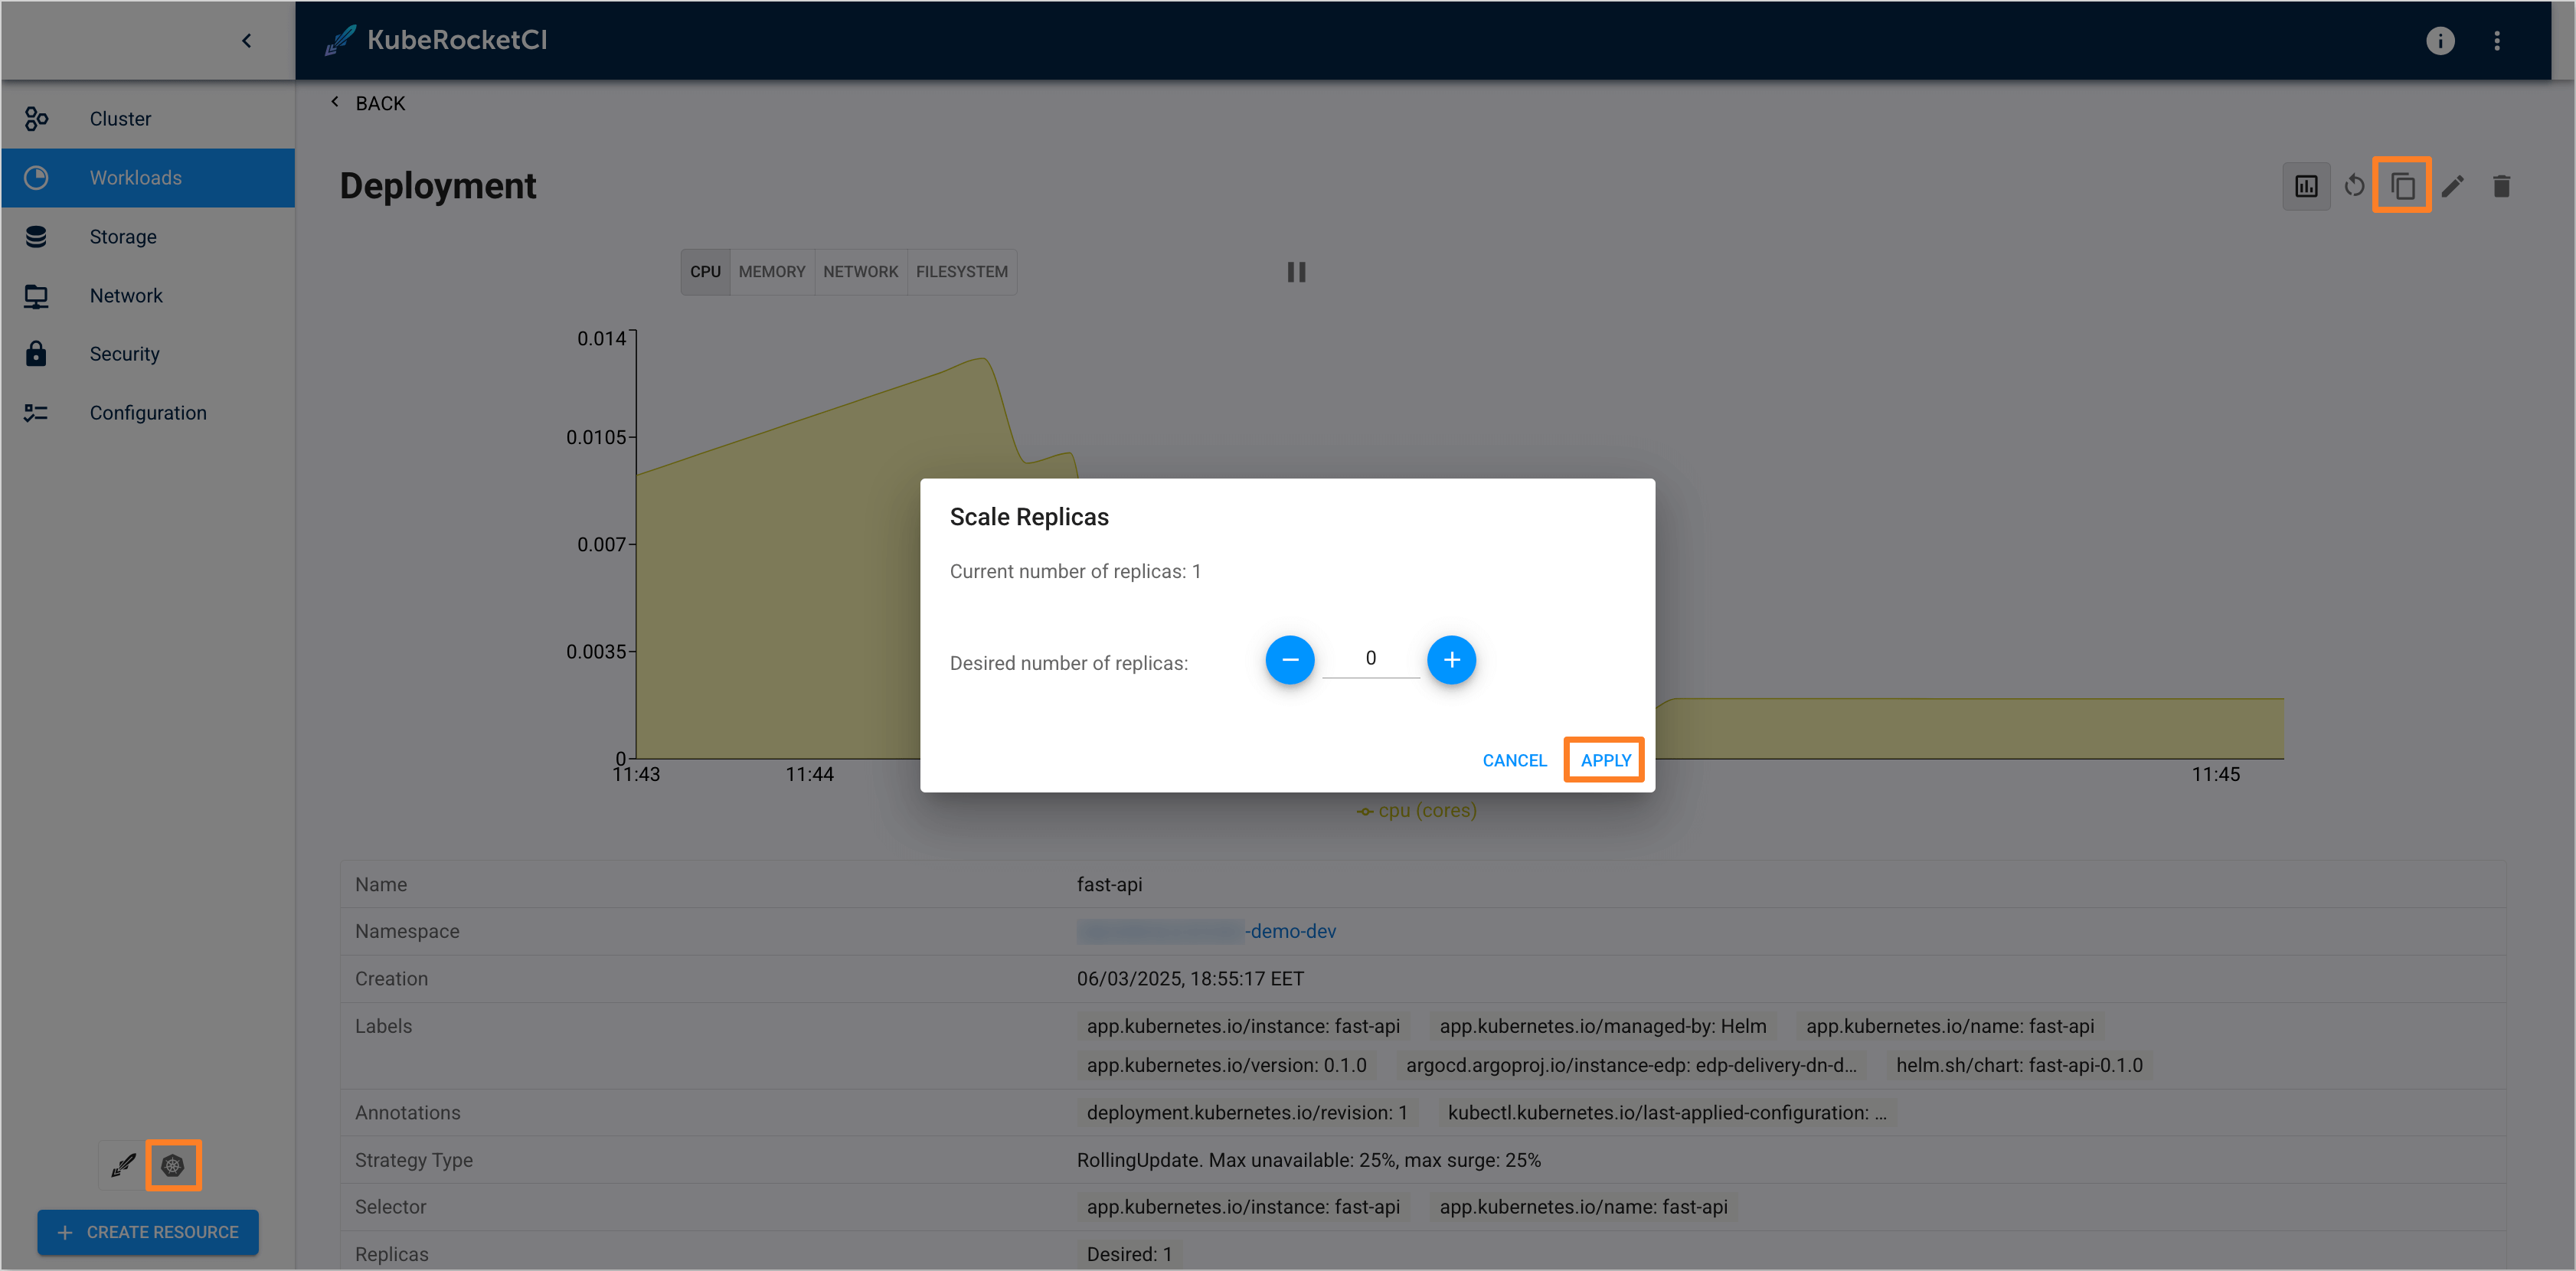 KubeRocketCI
Cluster
Workloads
Storage
Network
Security
Configuration
CREATE RESOURCE
BACK
Deployment
CPU MEMORY NETWORK FILESYSTEM
0.014
0.0105
0.007
0.0035
0
11:43 11:44 11:45
cpu (cores)
Scale Replicas
Current number of replicas: 1
Desired number of replicas: 0
CANCEL APPLY
Name fast-api
Namespace -demo-dev
Creation 06/03/2025, 18:55:17 EET
Labels app.kubernetes.io/instance: fast-api app.kubernetes.io/managed-by: Helm app.kubernetes.io/name: fast-api
app.kubernetes.io/version: 0.1.0 argocd.argoproj.io/instance-edp: edp-delivery-dn-d... helm.sh/chart: fast-api-0.1.0
Annotations deployment.kubernetes.io/revision: 1 kubectl.kubernetes.io/last-applied-configuration: ...
Strategy Type RollingUpdate. Max unavailable: 25%, max surge: 25%
Selector app.kubernetes.io/instance: fast-api app.kubernetes.io/name: fast-api
Replicas Desired: 1